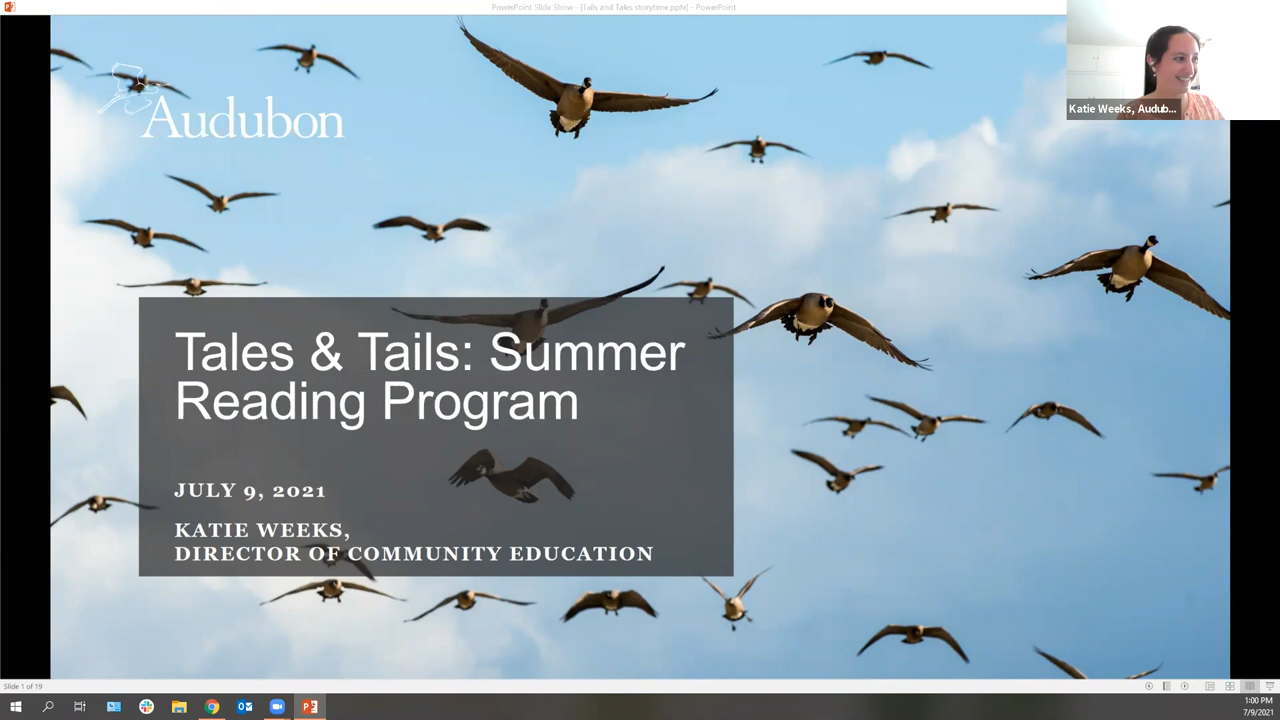 PowerPoint Slide Show - [Tails and Tales storytime.pptx] - PowerPoint
Katie Weeks, Audub...
Audubon
Tales & Tails: Summer
Reading Program
JULY 9, 2021
KATIE WEEKS,
DIRECTOR OF COMMUNITY EDUCATION
Slide 1 of 19
1:00 PM
7/9/2021